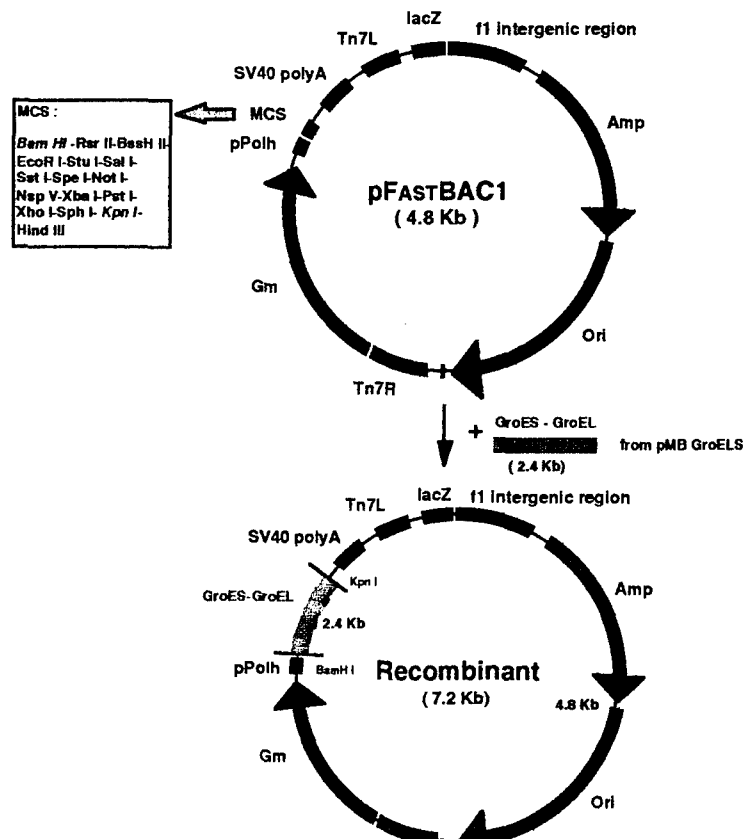 lacZ
f1 intergenic region
Tn7L
SV40 polyA
MCS
pPolh
Amp
MCS :
Bam HI -Rsr II-BssH II-
EcoR I-Stu I-Sal I-
Sst I-Spe I-Not I-
Nsp V-Xba I-Pst I-
Xho I-Sph I- Kpn I-
Hind III
pFASTBAC1
( 4.8 Kb )
Gm
Ori
Tn7R
+
GroES - GroEL
from pMB GroELS
( 2.4 Kb)
lacZ
f1 intergenic region
Tn7L
SV40 polyA
Kpn I
GroES-GroEL
Amp
2.4 Kb
pPolh
BamH I
Recombinant
( 7.2 Kb )
4.8 Kb
Gm
Ori